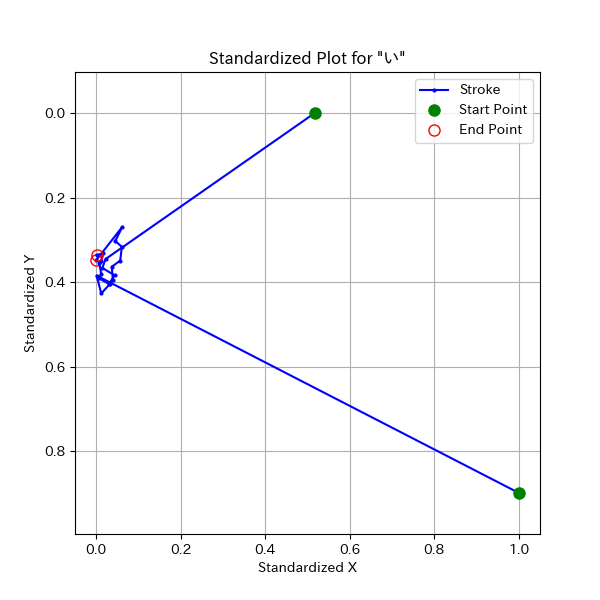 Standardized Plot for "い"
Stroke
Start Point
End Point
Standardized Y
0.0
0.2
0.4
0.6
0.8
0.0 0.2 0.4 0.6 0.8 1.0
Standardized X